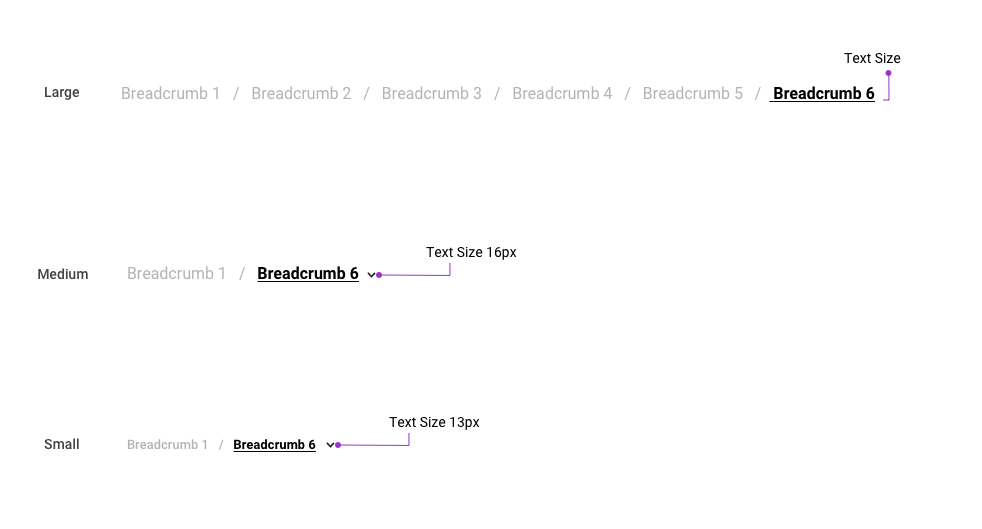 Text Size
Large Breadcrumb 1 / Breadcrumb 2 / Breadcrumb 3 / Breadcrumb 4 / Breadcrumb 5 / Breadcrumb 6
Text Size 16px
Medium Breadcrumb 1 / Breadcrumb 6
Text Size 13px
Small Breadcrumb 1 / Breadcrumb 6